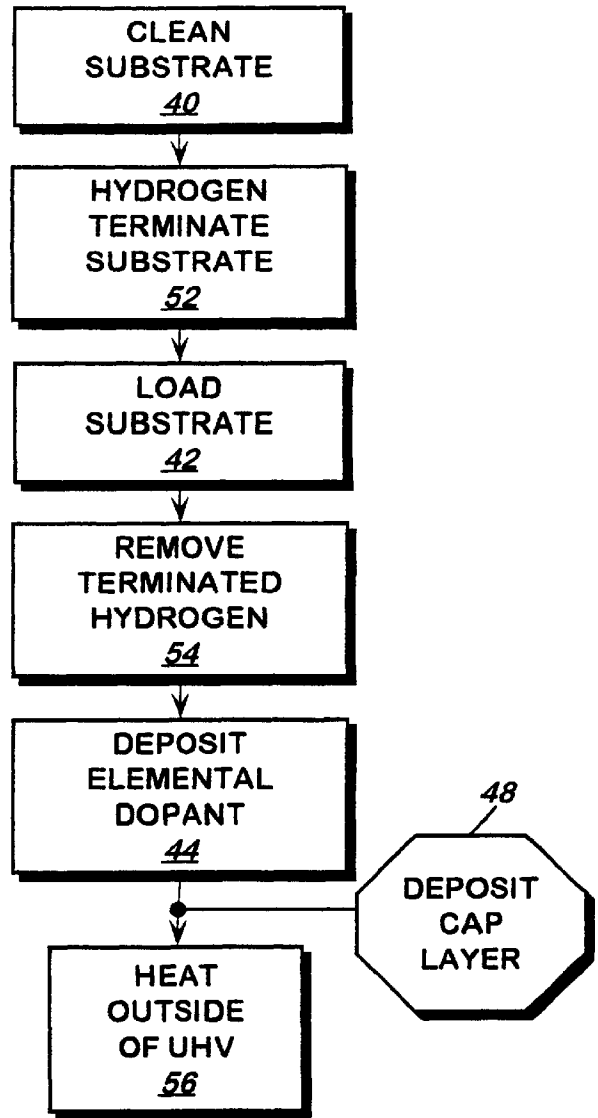 CLEAN
SUBSTRATE
40
HYDROGEN
TERMINATE
SUBSTRATE
52
LOAD
SUBSTRATE
42
REMOVE
TERMINATED
HYDROGEN
54
DEPOSIT
ELEMENTAL
DOPANT
44
48
DEPOSIT
CAP
LAYER
HEAT
OUTSIDE
OF UHV
56